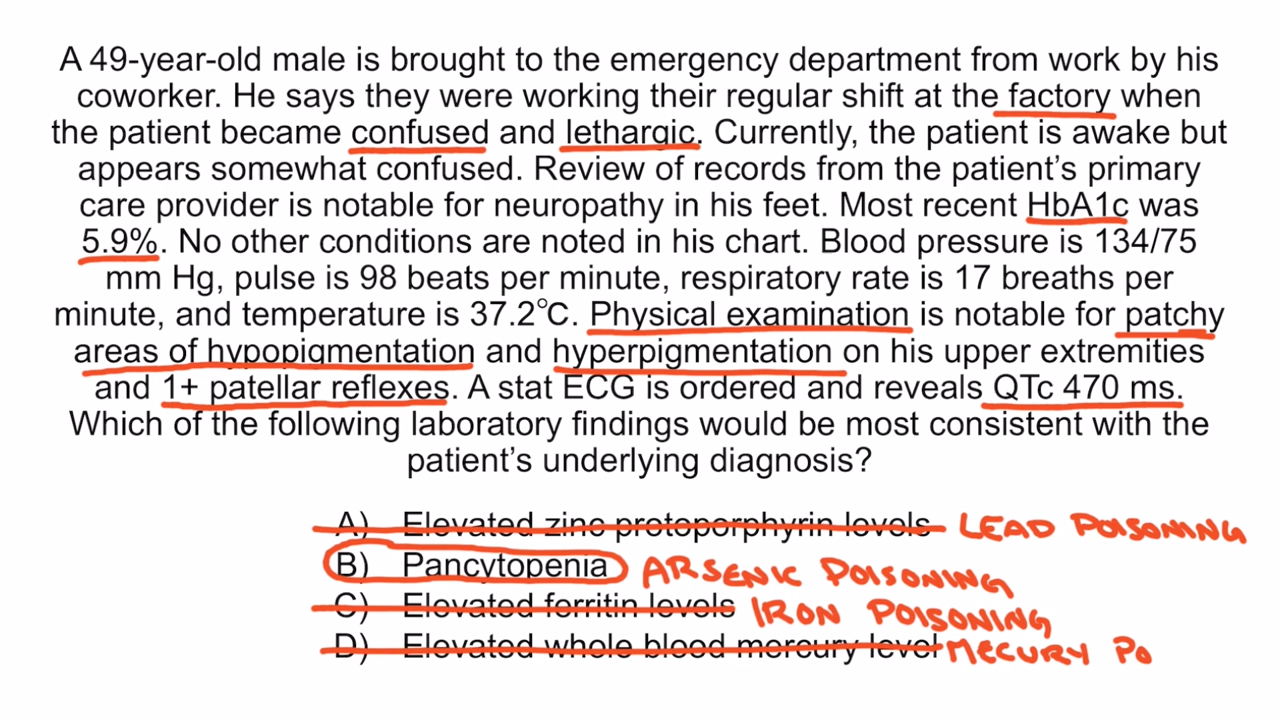 A 49-year-old male is brought to the emergency department from work by his
coworker. He says they were working their regular shift at the factory when
the patient became confused and lethargic. Currently, the patient is awake but
appears somewhat confused. Review of records from the patient’s primary
care provider is notable for neuropathy in his feet. Most recent HbA1c was
5.9%. No other conditions are noted in his chart. Blood pressure is 134/75
mm Hg, pulse is 98 beats per minute, respiratory rate is 17 breaths per
minute, and temperature is 37.2°C. Physical examination is notable for patchy
areas of hypopigmentation and hyperpigmentation on his upper extremities
and 1+ patellar reflexes. A stat ECG is ordered and reveals QTc 470 ms.
Which of the following laboratory findings would be most consistent with the
patient’s underlying diagnosis?
A) Elevated zinc protoporphyrin levels LEAD POISONING
B) Pancytopenia ARSENIC POISONING
C) Elevated ferritin levels IRON POISONING
D) Elevated whole blood mercury level MECURY PO